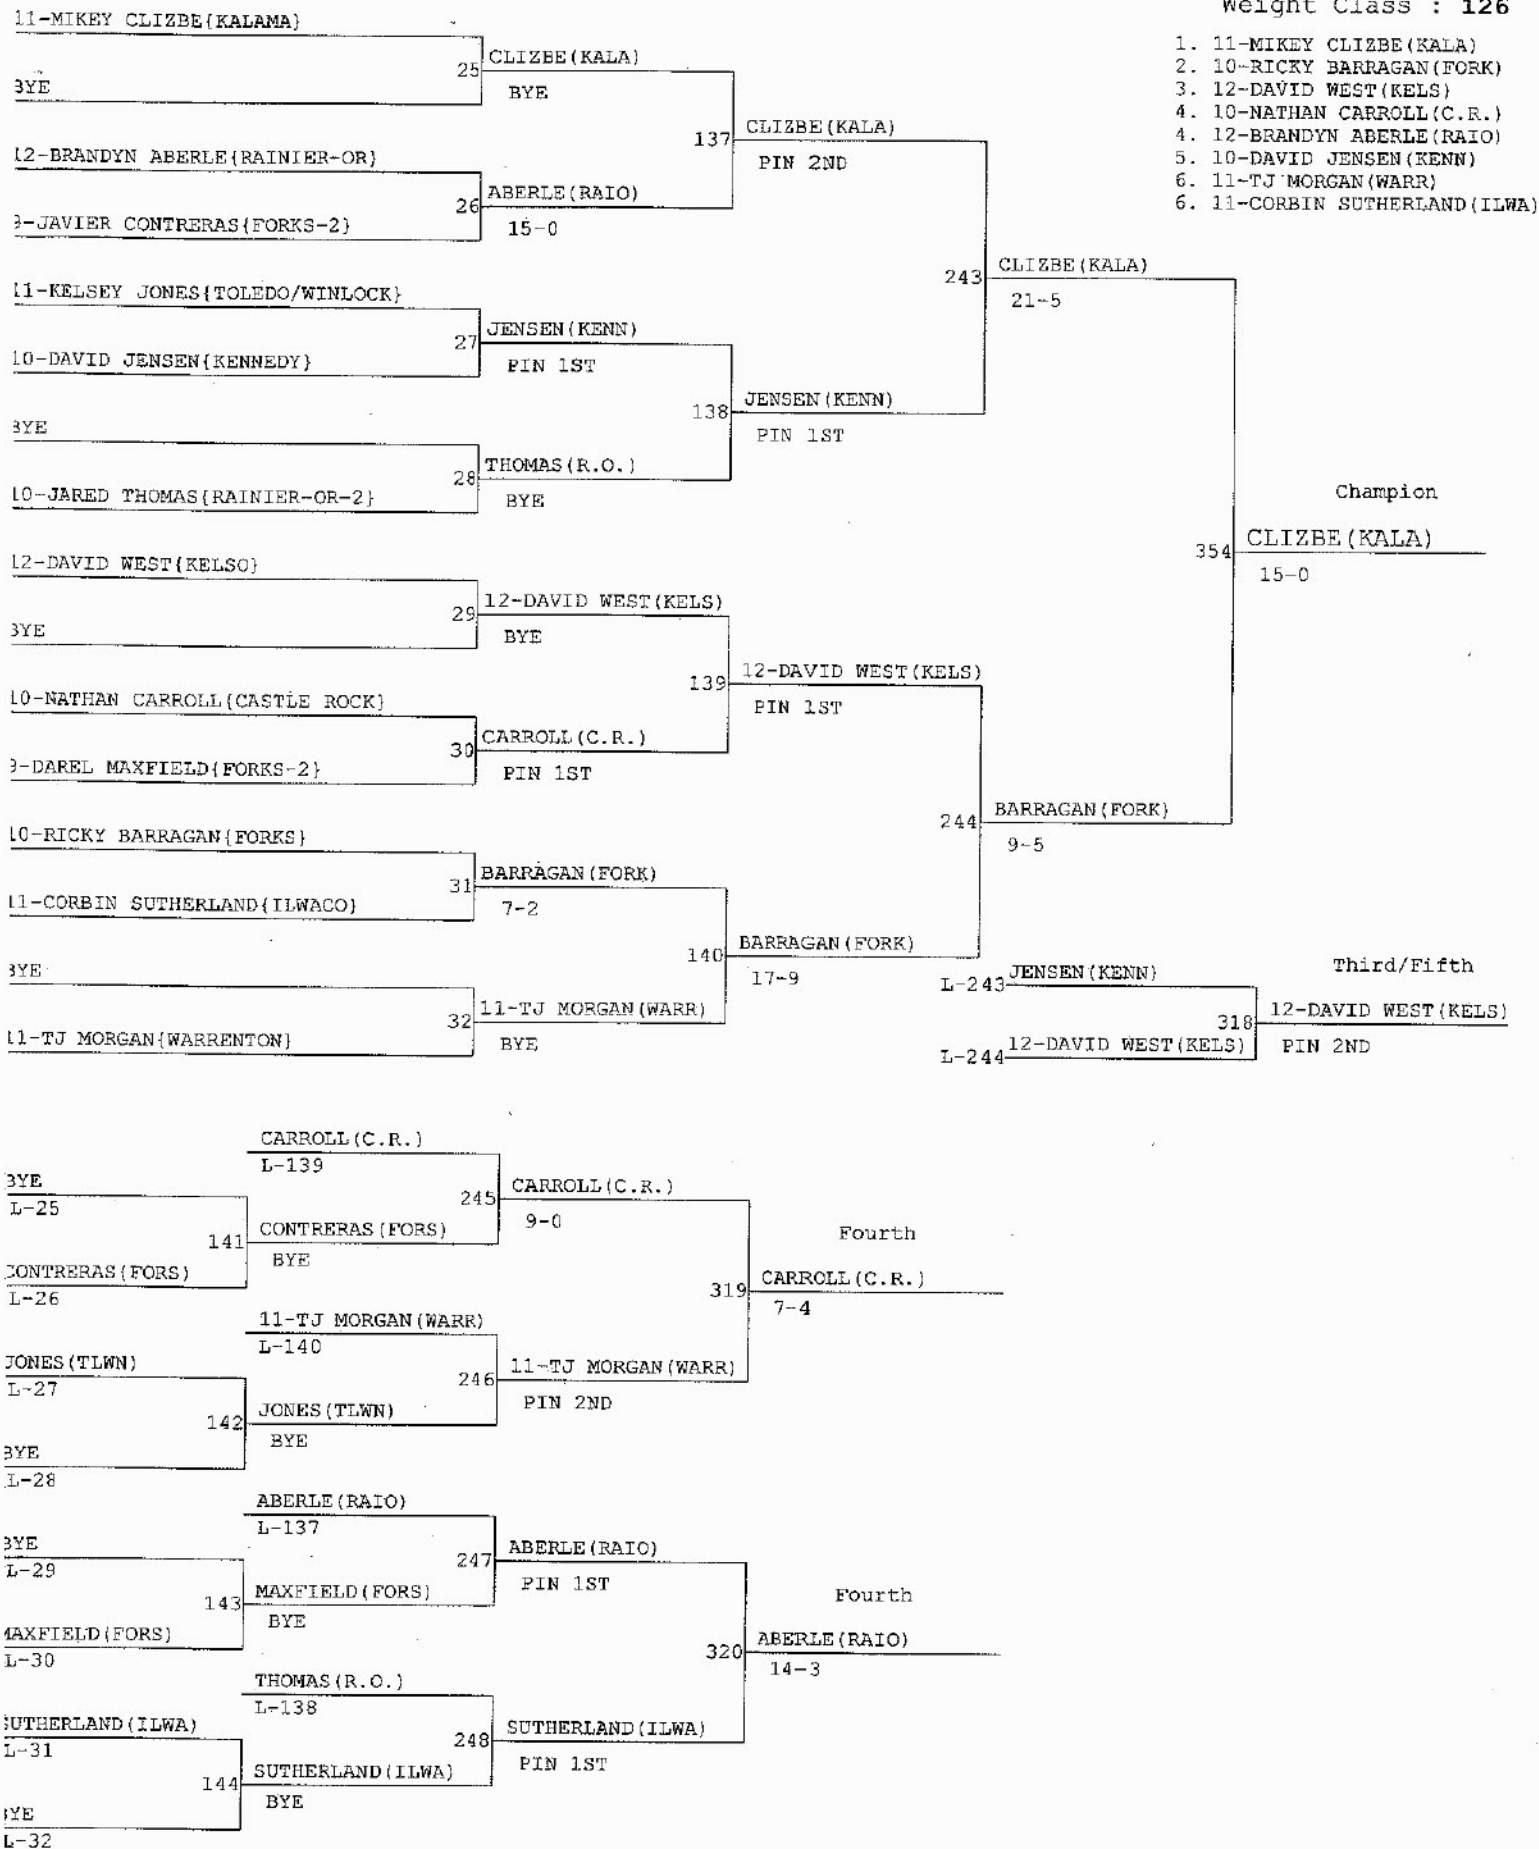 Weight Class : 126
1. 11-MIKEY CLIZBE(KALA)
2. 10-RICKY BARRAGAN(FORK)
3. 12-DAVID WEST(KELS)
4. 10-NATHAN CARROLL(C.R.)
4. 12-BRANDYN ABERLE(RAIO)
5. 10-DAVID JENSEN(KENN)
6. 11-TJ MORGAN(WARR)
6. 11-CORBIN SUTHERLAND(ILWA)
11-MIKEY CLIZBE{KALAMA}
BYE
12-BRANDYN ABERLE{RAINIER-OR}
9-JAVIER CONTRERAS{FORKS-2}
11-KELSEY JONES{TOLEDO/WINLOCK}
10-DAVID JENSEN{KENNEDY}
BYE
10-JARED THOMAS{RAINIER-OR-2}
12-DAVID WEST{KELSO}
BYE
10-NATHAN CARROLL{CASTLE ROCK}
9-DAREL MAXFIELD{FORKS-2}
10-RICKY BARRAGAN{FORKS}
11-CORBIN SUTHERLAND{ILWACO}
BYE
11-TJ MORGAN{WARRENTON}
25 CLIZBE(KALA)
BYE
26 ABERLE(RAIO)
15-0
27 JENSEN(KENN)
PIN 1ST
28 THOMAS(R.O.)
BYE
29 12-DAVID WEST(KELS)
BYE
30 CARROLL(C.R.)
PIN 1ST
31 BARRAGAN(FORK)
7-2
32 11-TJ MORGAN(WARR)
BYE
137 CLIZBE(KALA)
PIN 2ND
138 JENSEN(KENN)
PIN 1ST
139 12-DAVID WEST(KELS)
PIN 1ST
140 BARRAGAN(FORK)
17-9
243 CLIZBE(KALA)
21-5
244 BARRAGAN(FORK)
9-5
Champion
354 CLIZBE(KALA)
15-0
Third/Fifth
L-243 JENSEN(KENN)
L-244 12-DAVID WEST(KELS)
318 12-DAVID WEST(KELS)
PIN 2ND
BYE
L-25
CONTRERAS(FORS)
L-26
JONES(TLWN)
L-27
BYE
L-28
BYE
L-29
MAXFIELD(FORS)
L-30
SUTHERLAND(ILWA)
L-31
BYE
L-32
CARROLL(C.R.)
L-139
141 CONTRERAS(FORS)
BYE
11-TJ MORGAN(WARR)
L-140
142 JONES(TLWN)
BYE
ABERLE(RAIO)
L-137
143 MAXFIELD(FORS)
BYE
THOMAS(R.O.)
L-138
144 SUTHERLAND(ILWA)
BYE
245 CARROLL(C.R.)
9-0
246 11-TJ MORGAN(WARR)
PIN 2ND
247 ABERLE(RAIO)
PIN 1ST
248 SUTHERLAND(ILWA)
PIN 1ST
Fourth
319 CARROLL(C.R.)
7-4
Fourth
320 ABERLE(RAIO)
14-3